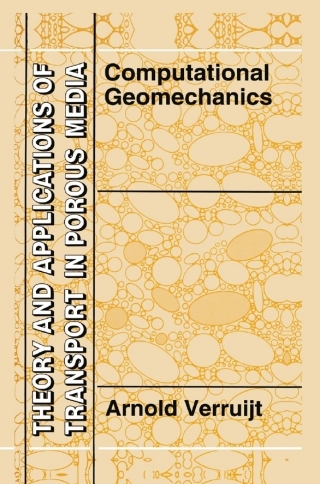 THEORY AND APPLICATIONS OF
TRANSPORT IN POROUS MEDIA
Computational
Geomechanics
Arnold Verruijt